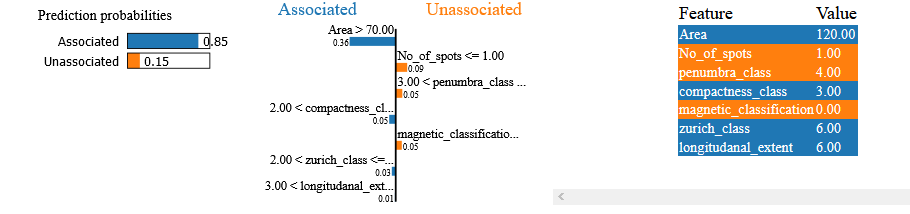 Prediction probabilities
Associated 0.85
Unassociated 0.15
Associated Unassociated
Area > 70.00
0.36
No_of_spots <= 1.00
0.09
3.00 < penumbra_class ...
0.05
2.00 < compactness_cl...
0.05
magnetic_classificatio...
0.05
2.00 < zurich_class <=...
0.03
3.00 < longitudanal_ext...
0.01
Feature Value
Area 120.00
No_of_spots 1.00
penumbra_class 4.00
compactness_class 3.00
magnetic_classification 0.00
zurich_class 6.00
longitudanal_extent 6.00